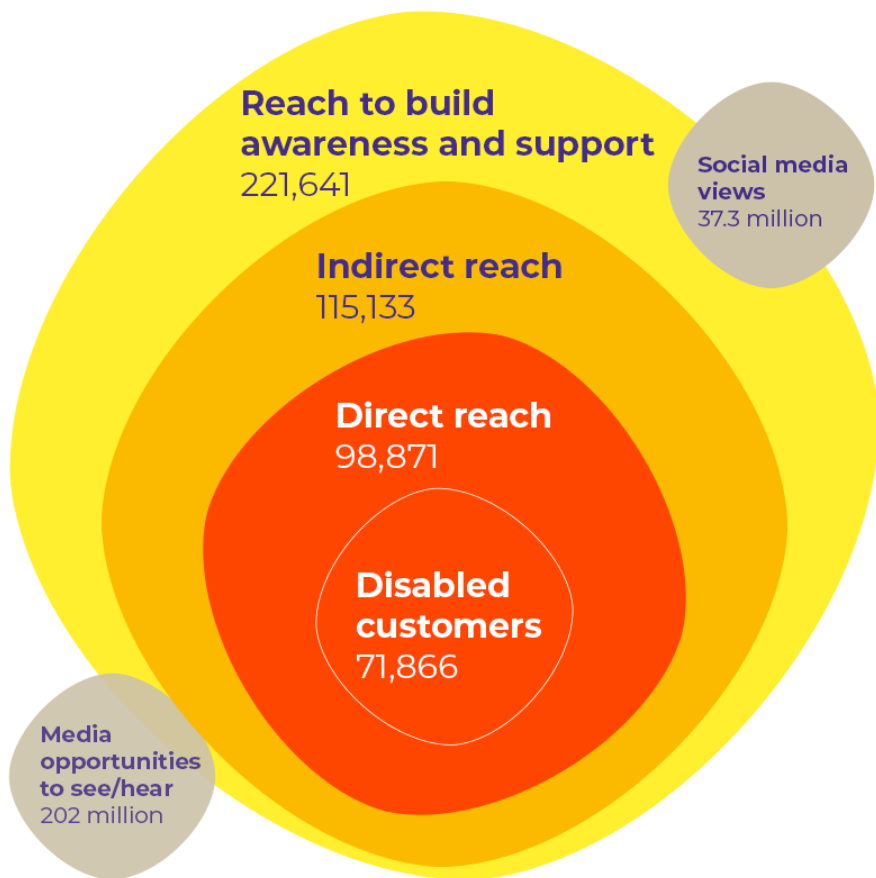 Reach to build
awareness and support
221,641
Social media
views
37.3 million
Indirect reach
115,133
Direct reach
98,871
Disabled
customers
71,866
Media
opportunities
to see/hear
202 million